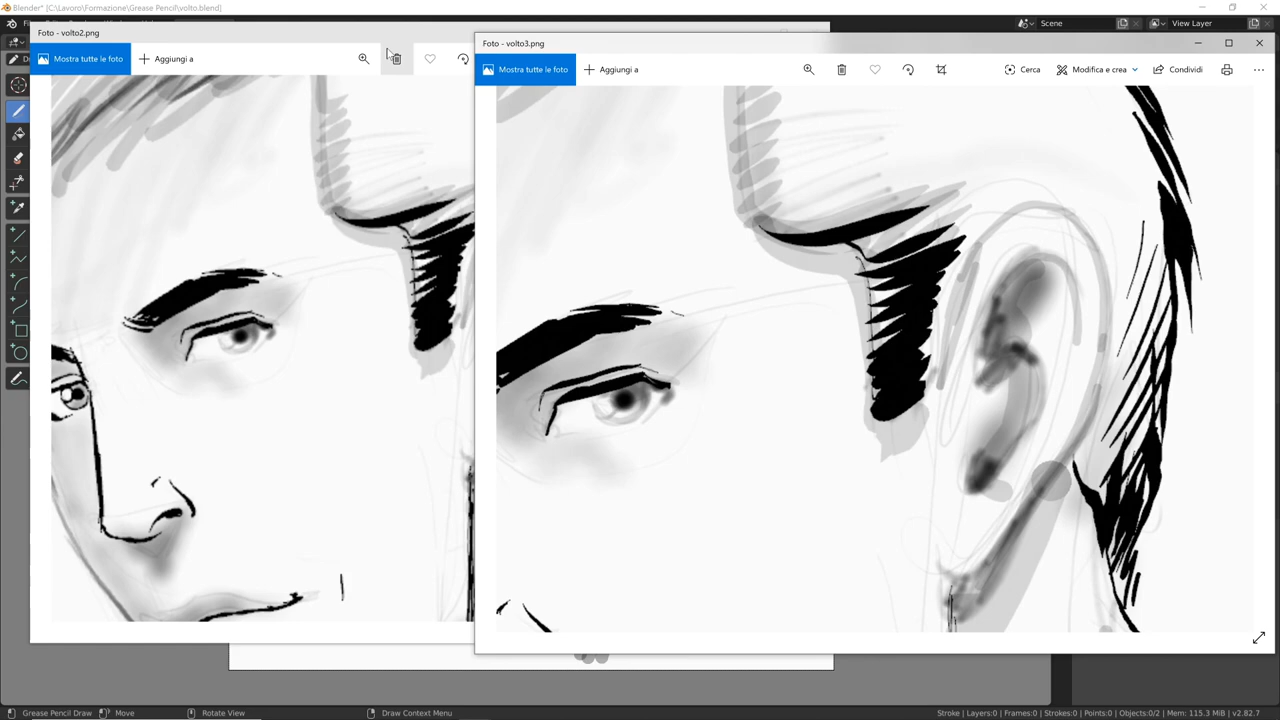 Blender* [C:\Lavoro\Formazione\Grease Pencil\volto.blend]
Scene
View Layer
Foto - volto2.png
Mostra tutte le foto
Aggiungi a
Foto - volto3.png
Mostra tutte le foto
Aggiungi a
Cerca
Modifica e crea
Condividi
Grease Pencil Draw
Move
Rotate View
Draw Context Menu
Stroke | Layers:0 | Frames:0 | Strokes:0 | Points:0 | Objects:0/2 | Mem: 115.3 MiB | v2.82.7